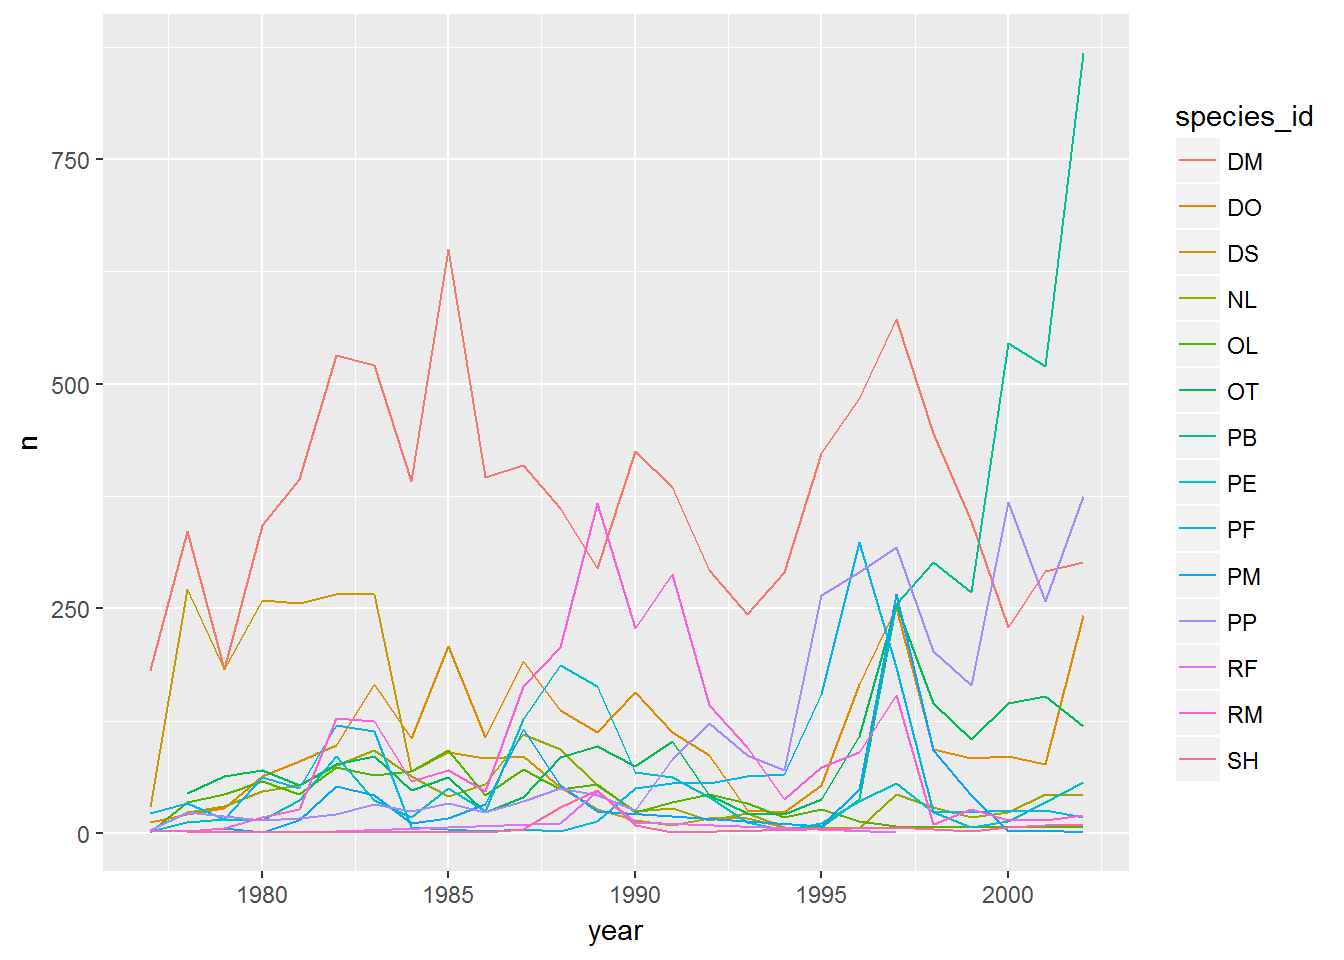 750
500
250
0
n
1980 1985 1990 1995 2000
year
species_id
DM
DO
DS
NL
OL
OT
PB
PE
PF
PM
PP
RF
RM
SH